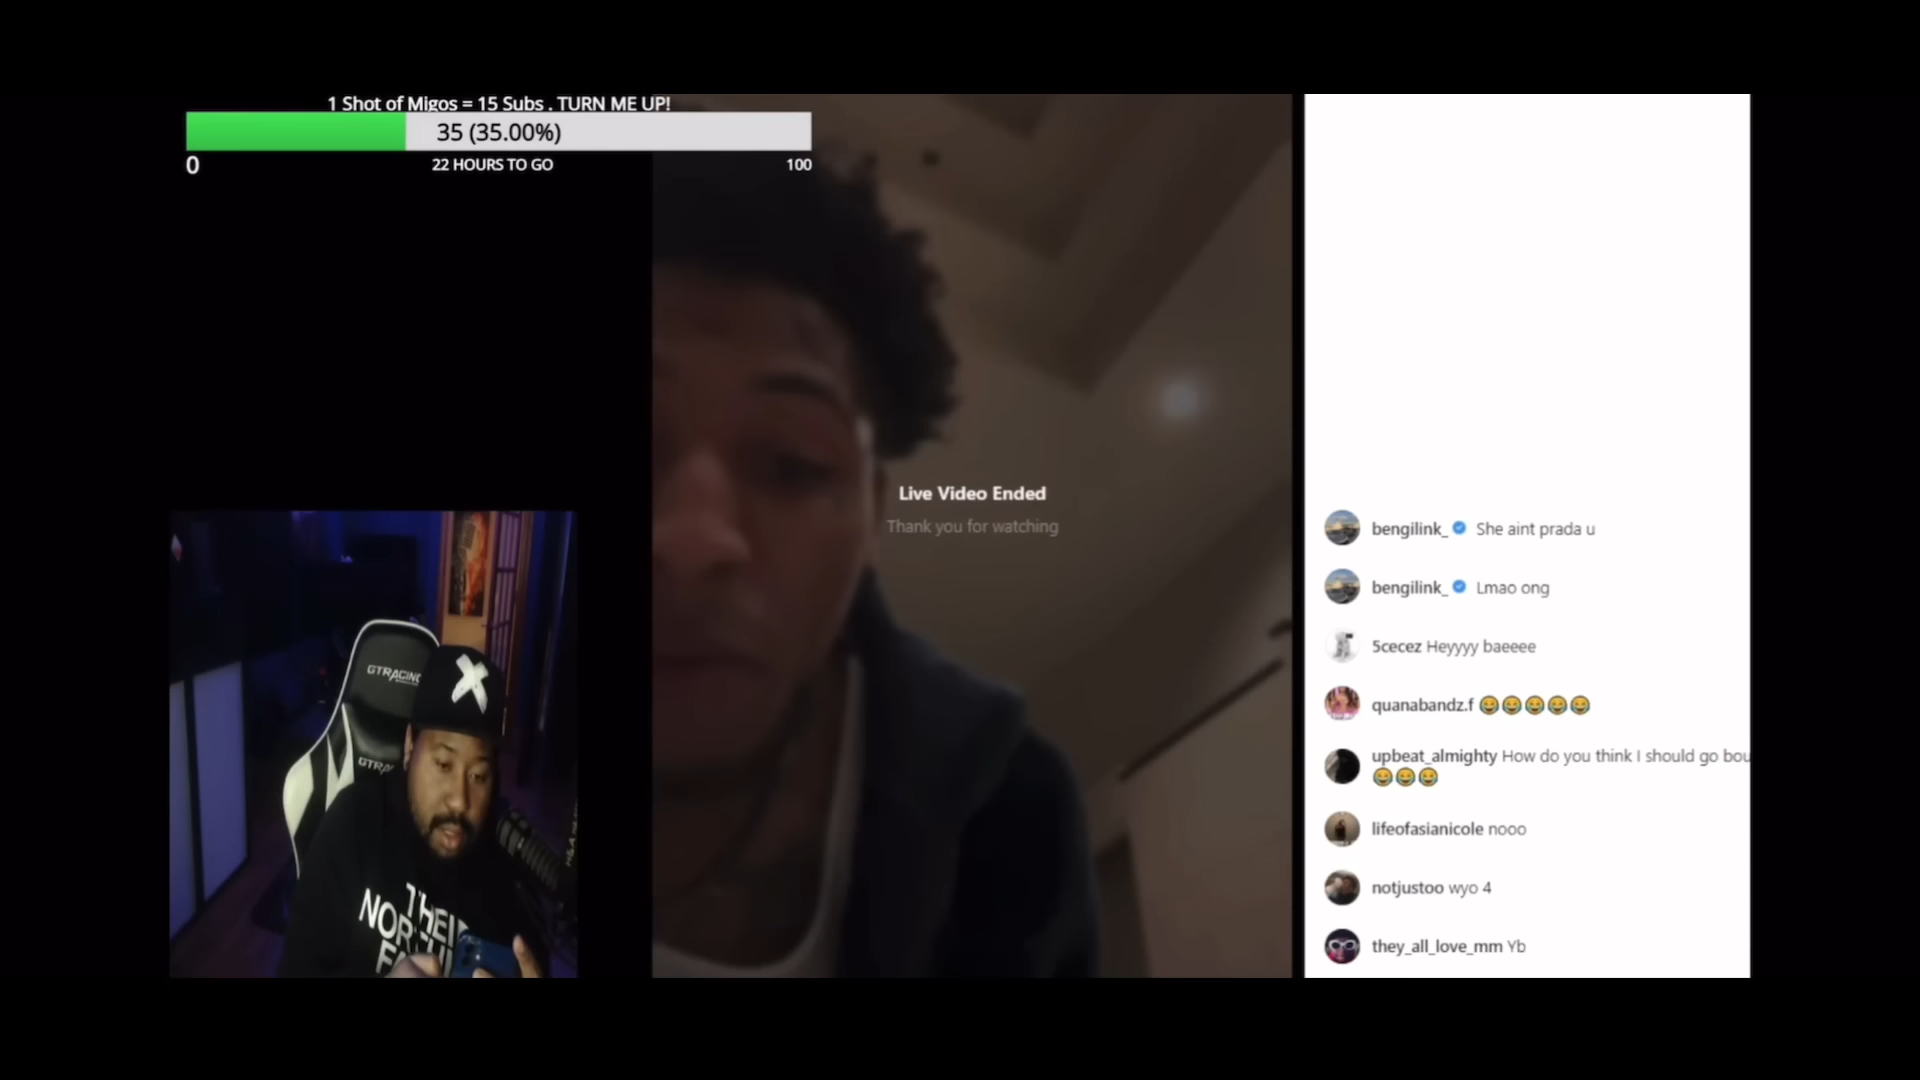 1 Shot of Migos = 15 Subs . TURN ME UP!
35 (35.00%)
0
22 HOURS TO GO
100
Live Video Ended
Thank you for watching
bengilink_ She aint prada u
bengilink_ Lmao ong
5cecez Heyyyy baeeee
quanabandz.f 😂😂😂😂😂
upbeat_almighty How do you think I should go bou
😂😂😂
lifeofasianicole nooo
notjustoo wyo 4
they_all_love_mm Yb
GTRACING
GTRA
THE
NOR
FA